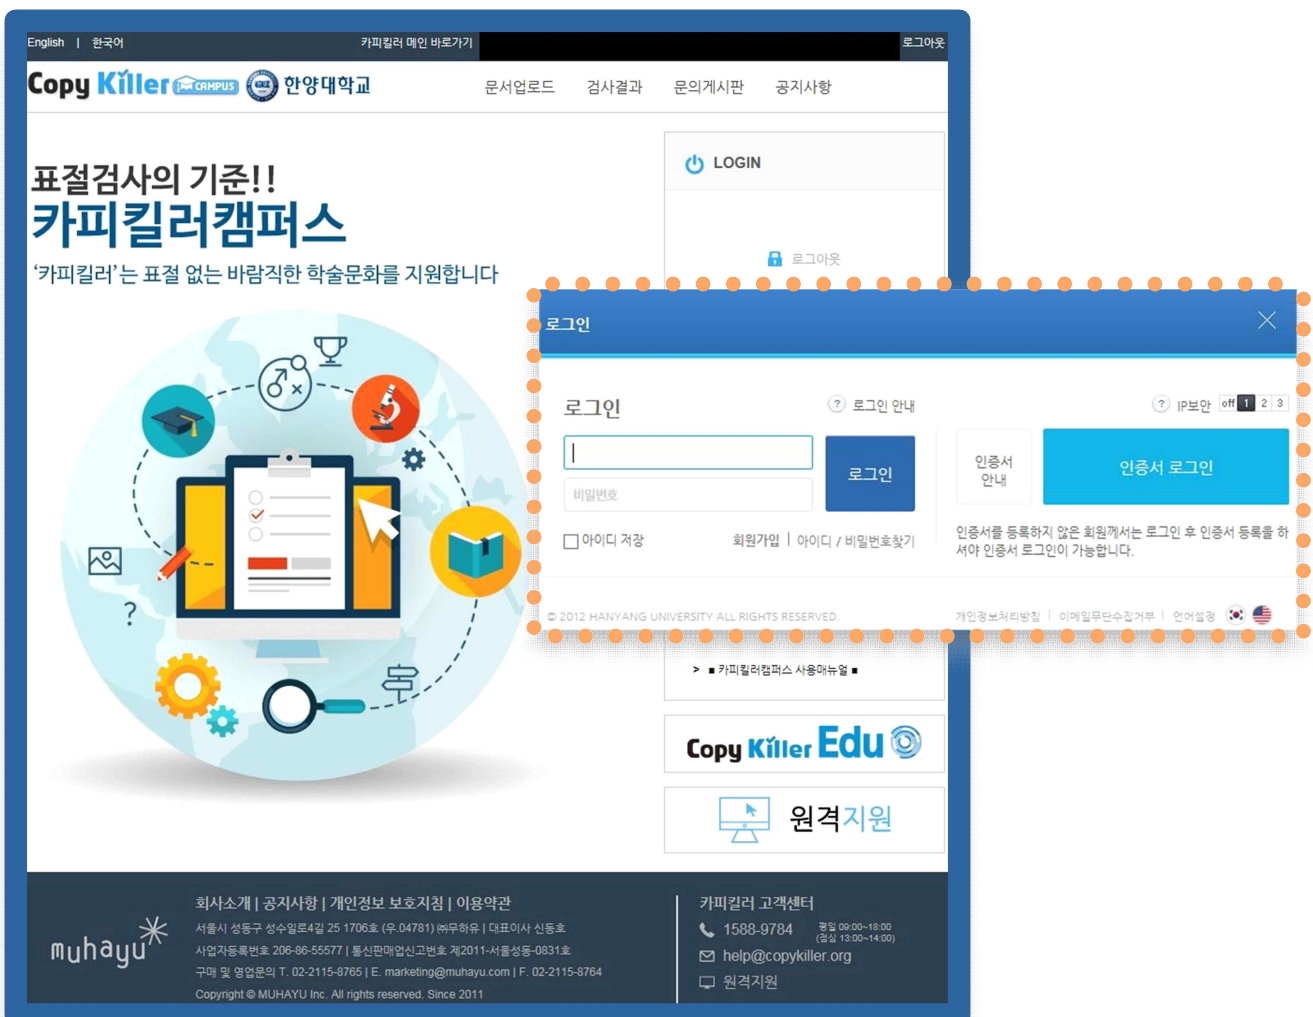 English | 한국어
카피킬러 메인 바로가기
로그아웃
Copy Killer CAMPUS 한양대학교
문서업로드 검사결과 문의게시판 공지사항
표절검사의 기준!!
카피킬러캠퍼스
‘카피킬러’는 표절 없는 바람직한 학술문화를 지원합니다
LOGIN
로그아웃
로그인
로그인
? 로그인 안내
비밀번호
로그인
아이디 저장
회원가입 | 아이디 / 비밀번호찾기
? IP보안 off 1 2 3
인증서
안내
인증서 로그인
인증서를 등록하지 않은 회원께서는 로그인 후 인증서 등록을 하
셔야 인증서 로그인이 가능합니다.
© 2012 HANYANG UNIVERSITY ALL RIGHTS RESERVED.
개인정보처리방침 | 이메일무단수집거부 | 언어설정
> ■ 카피킬러캠퍼스 사용매뉴얼 ■
Copy Killer Edu
원격지원
muhayu
회사소개 | 공지사항 | 개인정보 보호지침 | 이용약관
서울시 성동구 성수일로4길 25 1706호 (우.04781) ㈜무하유 | 대표이사 신동호
사업자등록번호 206-86-55577 | 통신판매업신고번호 제2011-서울성동-0831호
구매 및 영업문의 T. 02-2115-8765 | E. marketing@muhayu.com | F. 02-2115-8764
Copyright © MUHAYU Inc. All rights reserved. Since 2011
카피킬러 고객센터
1588-9784 평일 09:00~18:00
(점심 13:00~14:00)
help@copykiller.org
원격지원